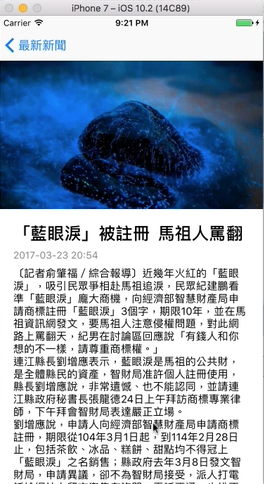 iPhone 7 – iOS 10.2 (14C89)
Carrier 9:21 PM
最新新聞
「藍眼淚」被註冊 馬祖人罵翻
2017-03-23 20:54
〔記者俞肇福／綜合報導〕近幾年火紅的「藍眼
淚」，吸引民眾爭相赴馬祖追淚，民眾紀建鵬看
準「藍眼淚」龐大商機，向經濟部智慧財產局申
請商標註冊「藍眼淚」3個字，期限10年，並在馬
祖資訊網發文，要馬祖人注意侵權問題，對此網
路上罵翻天，紀男在討論區回應說「有錢人和你
想的不一樣，請尊重商標權。」
連江縣長劉增應表示，藍眼淚是馬祖的公共財，
是全體縣民的資產，智財局准許個人註冊使用，
縣長劉增應說，非常遺憾、也不能認同，並請連
江縣政府秘書長張龍德24日上午拜訪商標專業律
師，下午拜會智財局表達嚴正立場。
劉增應說，申請人向經濟部智慧財產局申請商標
註冊，期限從104年3月1日起，到114年2月28日
止，包括茶飲、冰品、糕餅、甜點均不得冠上
「藍眼淚」之名銷售；縣政府去年3月8日發文智
財局，申請異議，卻不為智財局接受，派人打電